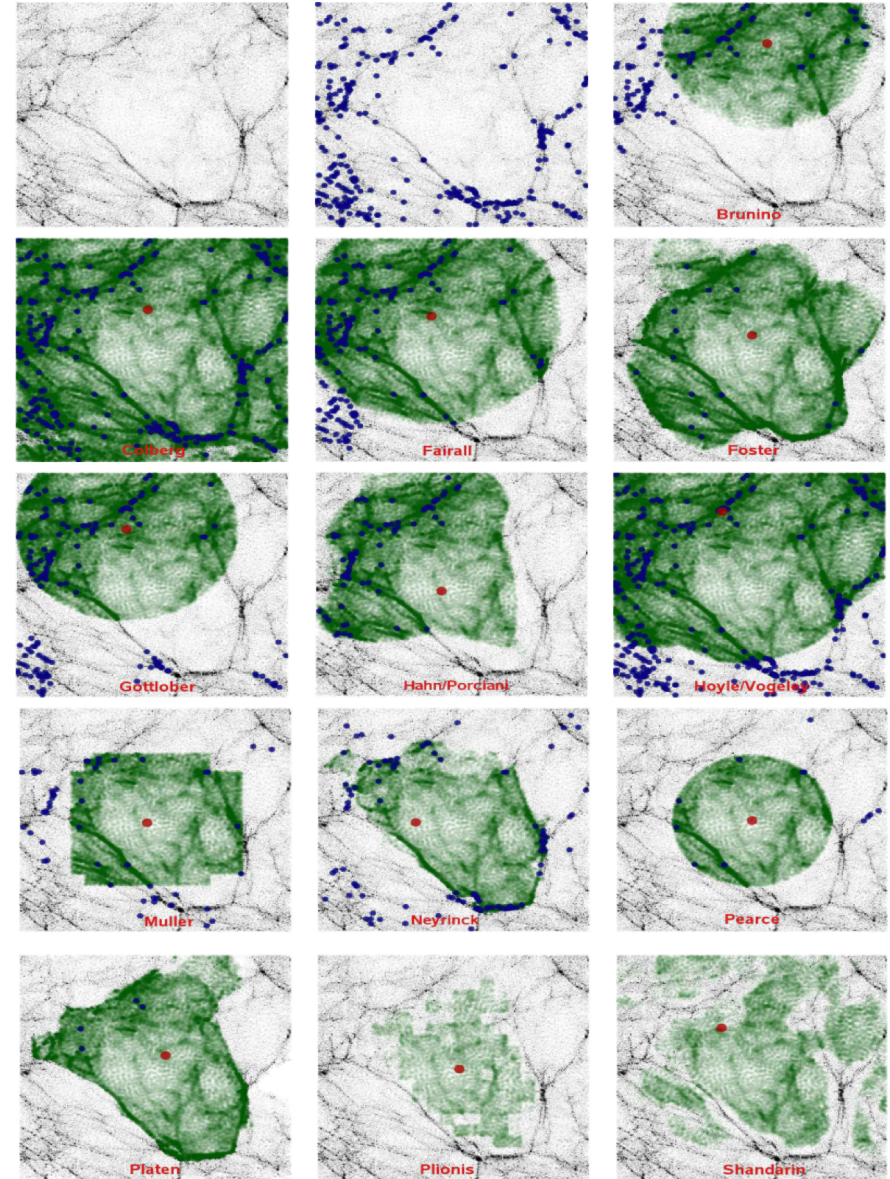 Brunino
Colberg
Fairall
Foster
Gottlober
Hahn/Porciani
Hoyle/Vogeley
Muller
Neyrinck
Pearce
Platen
Plionis
Shandarin